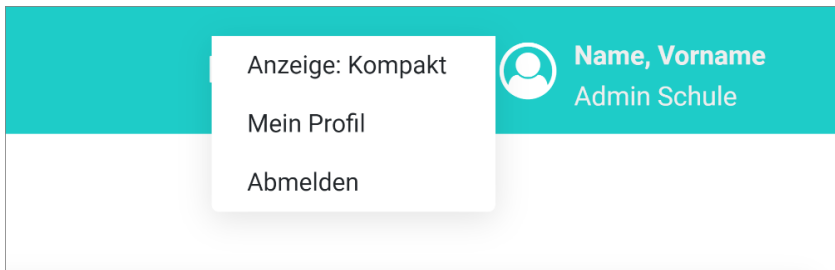 Anzeige: Kompakt
Mein Profil
Abmelden
Name, Vorname
Admin Schule